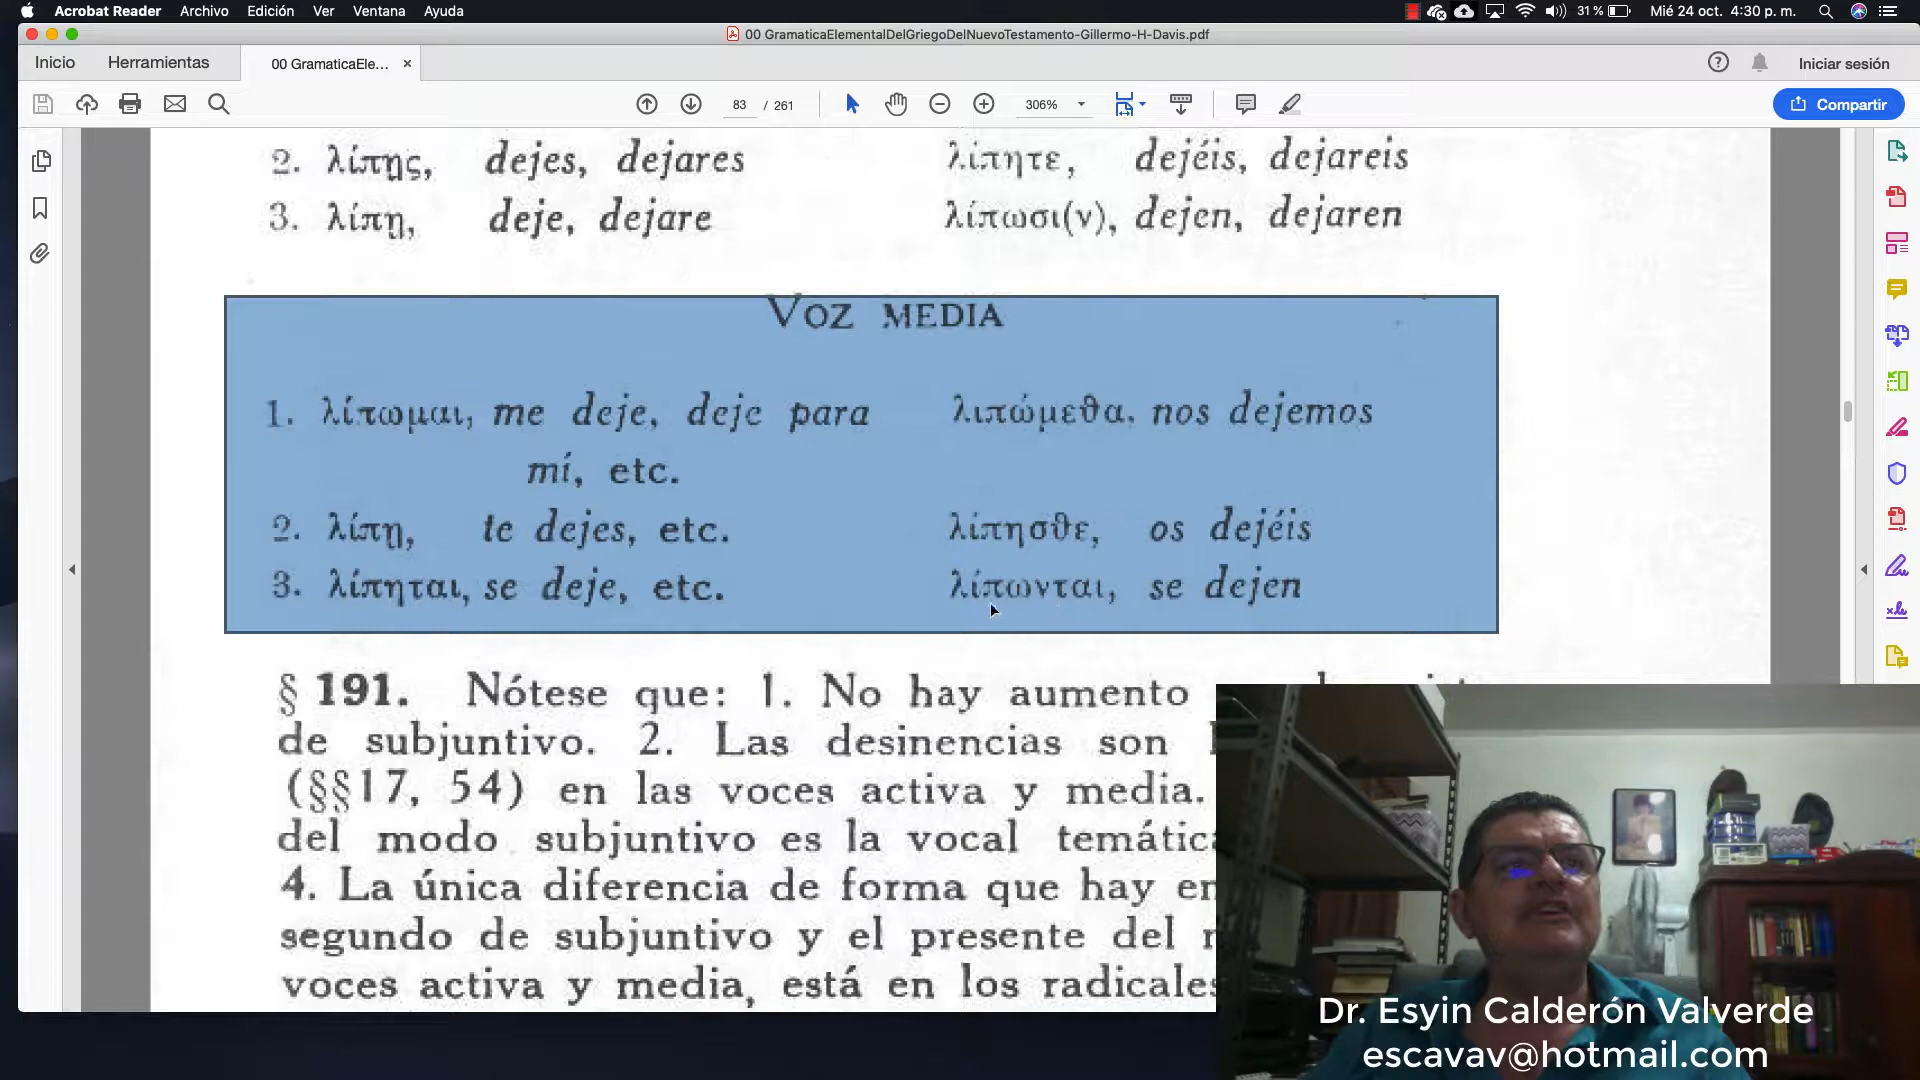 Acrobat Reader Archivo Edición Ver Ventana Ayuda 31 % Mié 24 oct. 4:30 p. m.
00 GramaticaElementalDelGriegoDelNuevoTestamento-Gillermo-H-Davis.pdf
Inicio Herramientas 00 GramaticaEle... × Iniciar sesión
83 / 261 306% Compartir
2. λίπῃς, dejes, dejares λίπητε, dejéis, dejareis
3. λίπῃ, deje, dejare λίπωσι(ν), dejen, dejaren
VOZ MEDIA
1. λίπωμαι, me deje, deje para λιπώμεθα. nos dejemos
mí, etc.
2. λίπῃ, te dejes, etc. λίπησθε, os dejéis
3. λίπηται, se deje, etc. λίπωνται, se dejen
§ 191. Nótese que: 1. No hay aumento
de subjuntivo. 2. Las desinencias son
(§§17, 54) en las voces activa y media.
del modo subjuntivo es la vocal temátic
4. La única diferencia de forma que hay en
segundo de subjuntivo y el presente del
voces activa y media, está en los radicales
Dr. Esyin Calderón Valverde
escavav@hotmail.com